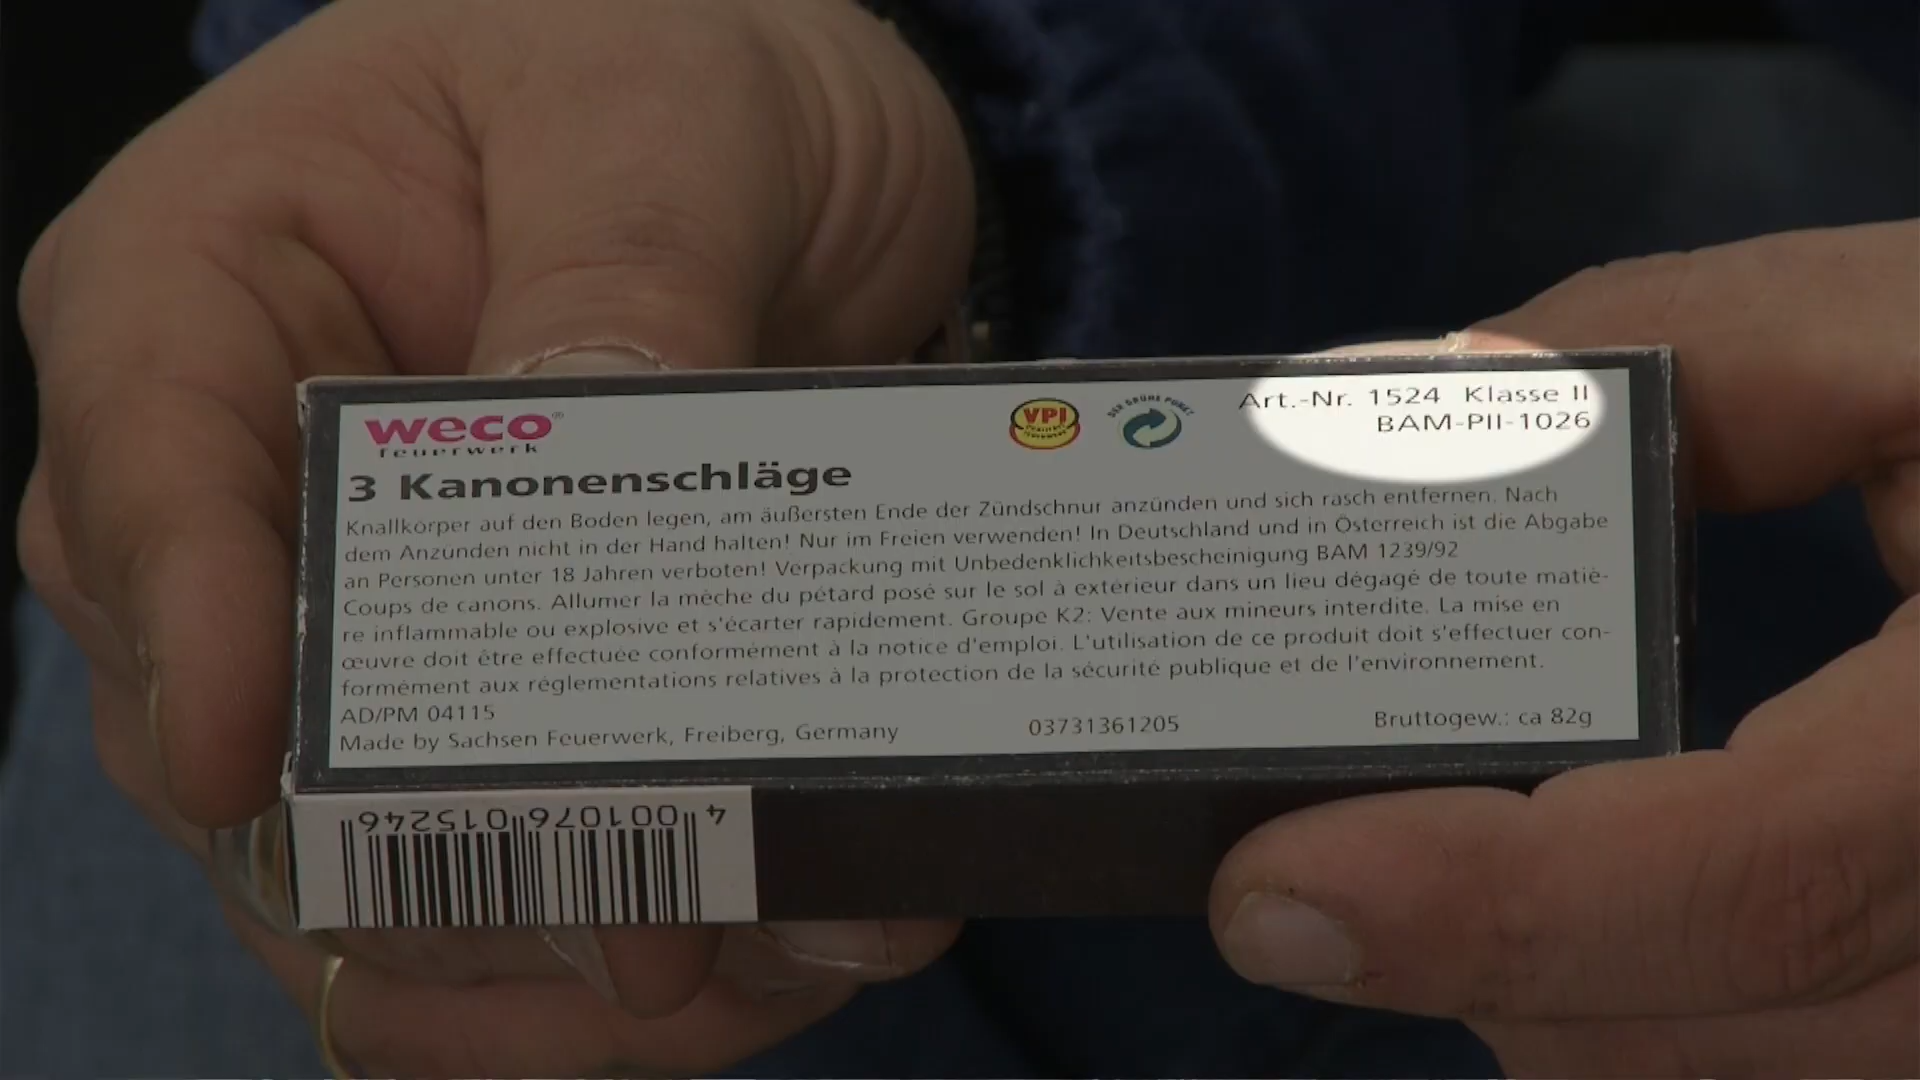 weco®
feuerwerk
VPI
DER GRÜNE PUNKT
Art.-Nr. 1524 Klasse II
BAM-PII-1026
3 Kanonenschläge
Knallkörper auf den Boden legen, am äußersten Ende der Zündschnur anzünden und sich rasch entfernen. Nach
dem Anzünden nicht in der Hand halten! Nur im Freien verwenden! In Deutschland und in Österreich ist die Abgabe
an Personen unter 18 Jahren verboten! Verpackung mit Unbedenklichkeitsbescheinigung BAM 1239/92
Coups de canons. Allumer la mèche du pétard posé sur le sol à extérieur dans un lieu dégagé de toute matiè-
re inflammable ou explosive et s'écarter rapidement. Groupe K2: Vente aux mineurs interdite. La mise en
œuvre doit être effectuée conformément à la notice d'emploi. L'utilisation de ce produit doit s'effectuer con-
formément aux réglementations relatives à la protection de la sécurité publique et de l'environnement.
AD/PM 04115
Made by Sachsen Feuerwerk, Freiberg, Germany 03731361205 Bruttogew.: ca 82g
4 001076 015246